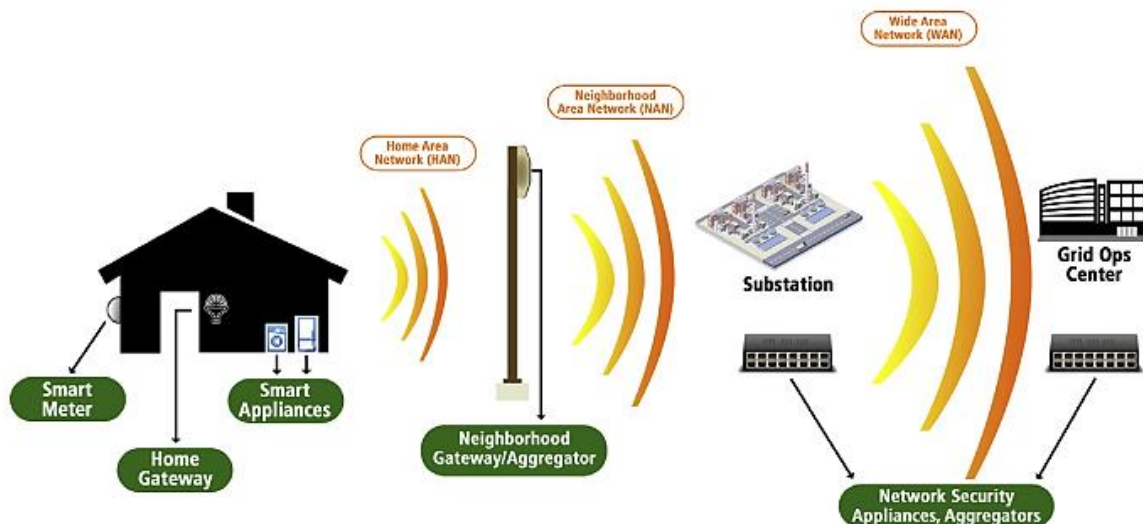 Wide Area
Network (WAN)
Neighborhood
Area Network (NAN)
Home Area
Network (HAN)
Substation
Grid Ops
Center
Smart
Meter
Smart
Appliances
Home
Gateway
Neighborhood
Gateway/Aggregator
Network Security
Appliances, Aggregators